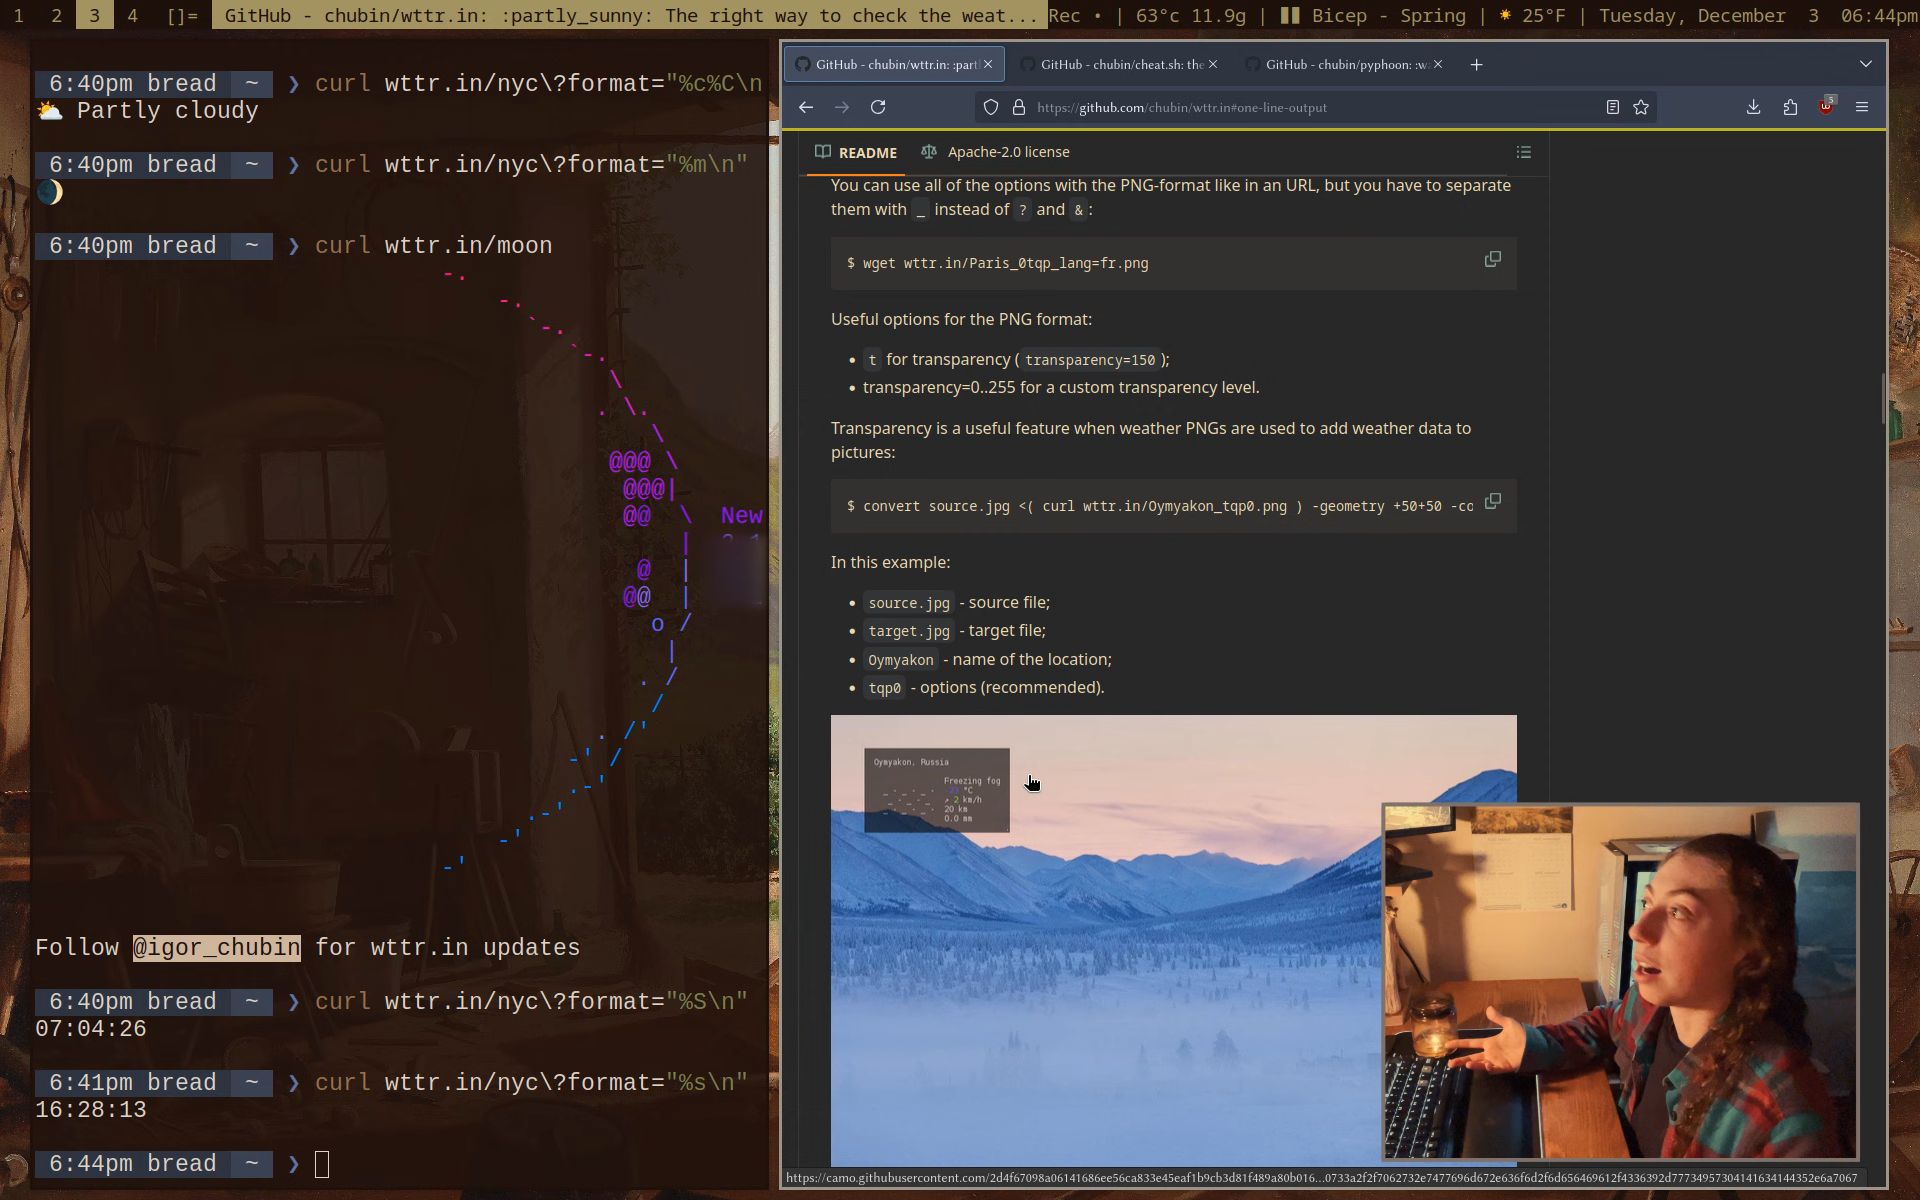 1 2 3 4 []= GitHub - chubin/wttr.in: :partly_sunny: The right way to check the weat... Rec • | 63°c 11.9g | Bicep - Spring | 25°F | Tuesday, December 3 06:44pm
6:40pm bread ~ ❯ curl wttr.in/nyc\?format="%c%C\n
Partly cloudy
6:40pm bread ~ ❯ curl wttr.in/nyc\?format="%m\n"
6:40pm bread ~ ❯ curl wttr.in/moon
@@@
@@@
@@
New
@
@@
o
Follow @igor_chubin for wttr.in updates
6:40pm bread ~ ❯ curl wttr.in/nyc\?format="%S\n"
07:04:26
6:41pm bread ~ ❯ curl wttr.in/nyc\?format="%s\n"
16:28:13
6:44pm bread ~ ❯
GitHub - chubin/wttr.in: :part
GitHub - chubin/cheat.sh: the
GitHub - chubin/pyphoon: :w
https://github.com/chubin/wttr.in#one-line-output
5
README
Apache-2.0 license
You can use all of the options with the PNG-format like in an URL, but you have to separate
them with _ instead of ? and &:
$ wget wttr.in/Paris_0tqp_lang=fr.png
Useful options for the PNG format:
• t for transparency ( transparency=150 );
• transparency=0..255 for a custom transparency level.
Transparency is a useful feature when weather PNGs are used to add weather data to
pictures:
$ convert source.jpg <( curl wttr.in/Oymyakon_tqp0.png ) -geometry +50+50 -co
In this example:
• source.jpg - source file;
• target.jpg - target file;
• Oymyakon - name of the location;
• tqp0 - options (recommended).
Oymyakon, Russia
Freezing fog
°C
↗ 2 km/h
20 km
0.0 mm